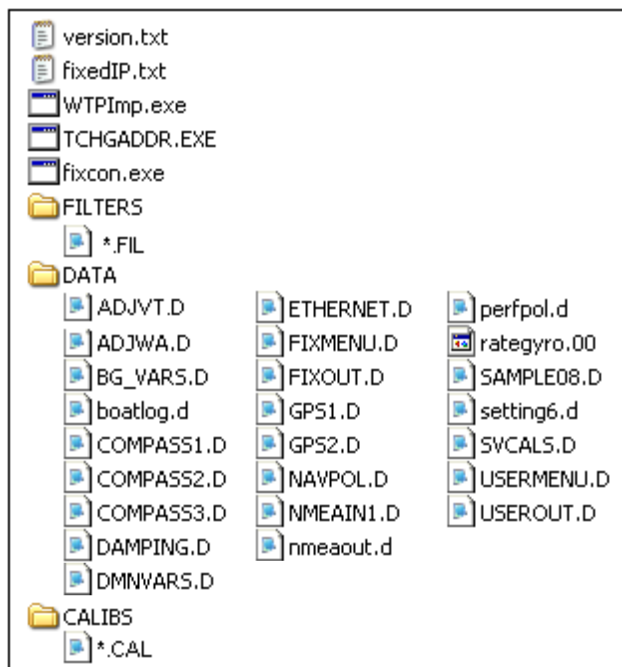 version.txt
fixedIP.txt
WTPImp.exe
TCHGADDR.EXE
fixcon.exe
FILTERS
*.FIL
DATA
ADJVT.D ETHERNET.D perfpol.d
ADJWA.D FIXMENU.D rategyro.00
BG_VARS.D FIXOUT.D SAMPLE08.D
boatlog.d GPS1.D setting6.d
COMPASS1.D GPS2.D SVCALS.D
COMPASS2.D NAVPOL.D USERMENU.D
COMPASS3.D NMEAIN1.D USEROUT.D
DAMPING.D nmeaout.d
DMNVARS.D
CALIBS
*.CAL